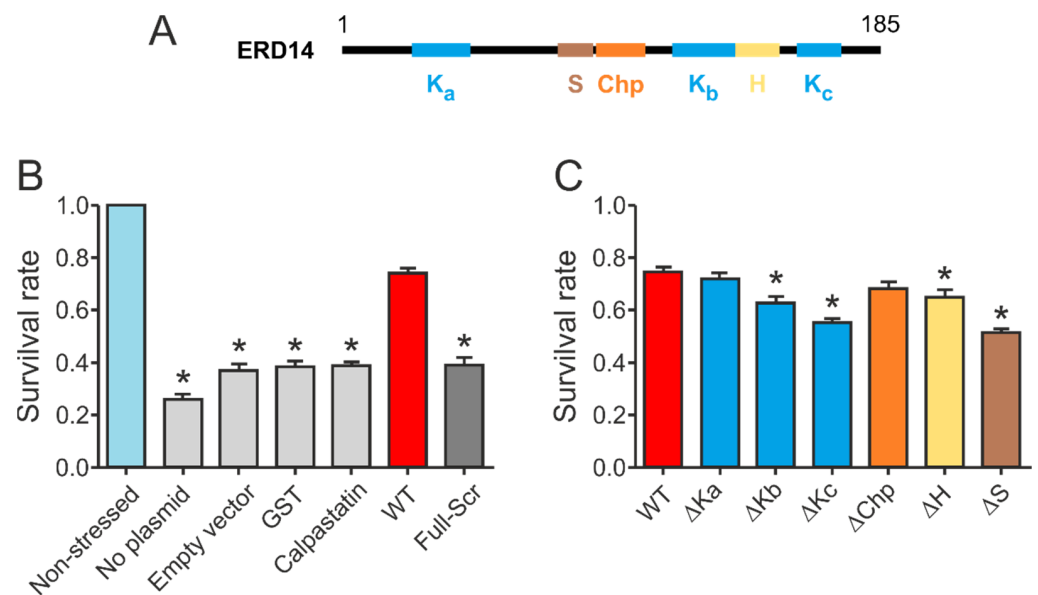 A
1 185
ERD14
Ka S Chp Kb H Kc
B
Survilval rate
1.0
0.8
0.6
0.4
0.2
0.0
* * * * *
Non-stressed
No plasmid
Empty vector
GST
Calpastatin
WT
Full-Scr
C
Survilval rate
1.0
0.8
0.6
0.4
0.2
0.0
* * * *
WT
ΔKa
ΔKb
ΔKc
ΔChp
ΔH
ΔS